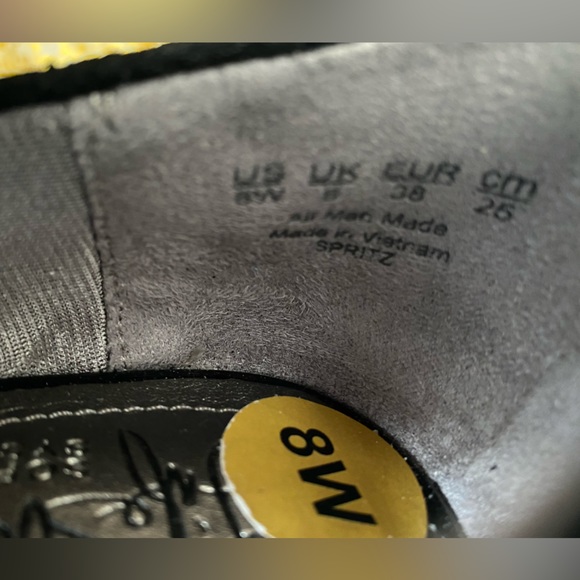 US UK EUR cm
8W 6 38 25
All Man Made
Made in Vietnam
SPRITZ
8W